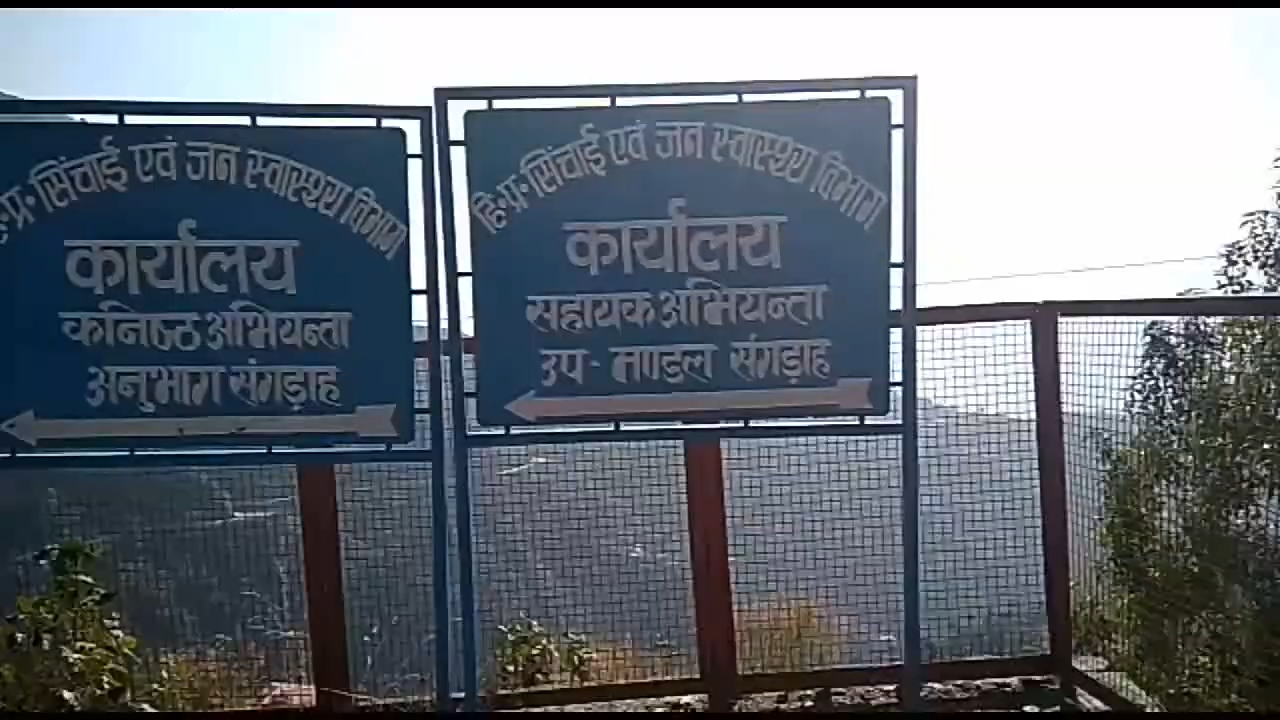 हि.प्र. सिंचाई एवं जन स्वास्थ्य विभाग
कार्यालय
कनिष्ठ अभियन्ता
अनुभाग संगड़ाह
हि.प्र. सिंचाई एवं जन स्वास्थ्य विभाग
कार्यालय
सहायक अभियन्ता
उप - मण्डल संगड़ाह